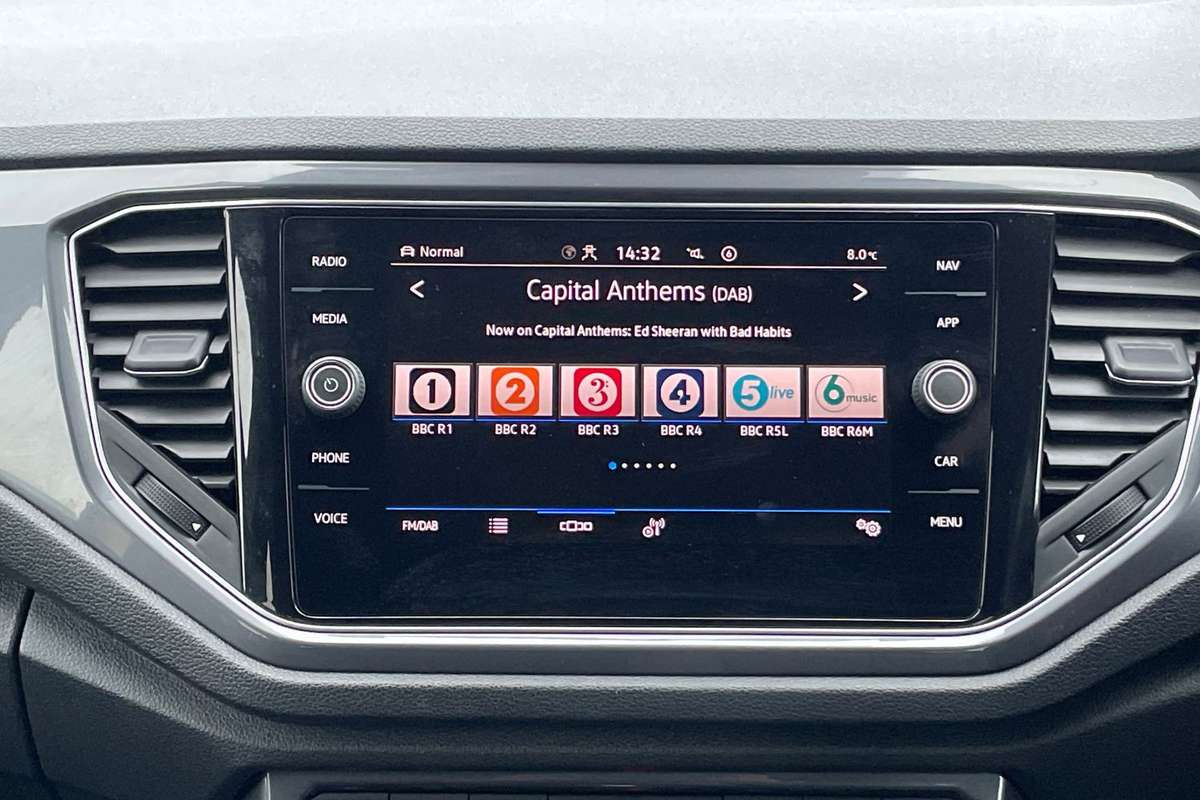 RADIO
MEDIA
PHONE
VOICE
Normal
14:32
6
8.0°C
< Capital Anthems (DAB) >
Now on Capital Anthems: Ed Sheeran with Bad Habits
1 2 3 4 5 live 6 music
BBC R1 BBC R2 BBC R3 BBC R4 BBC R5L BBC R6M
FM/DAB
NAV
APP
CAR
MENU